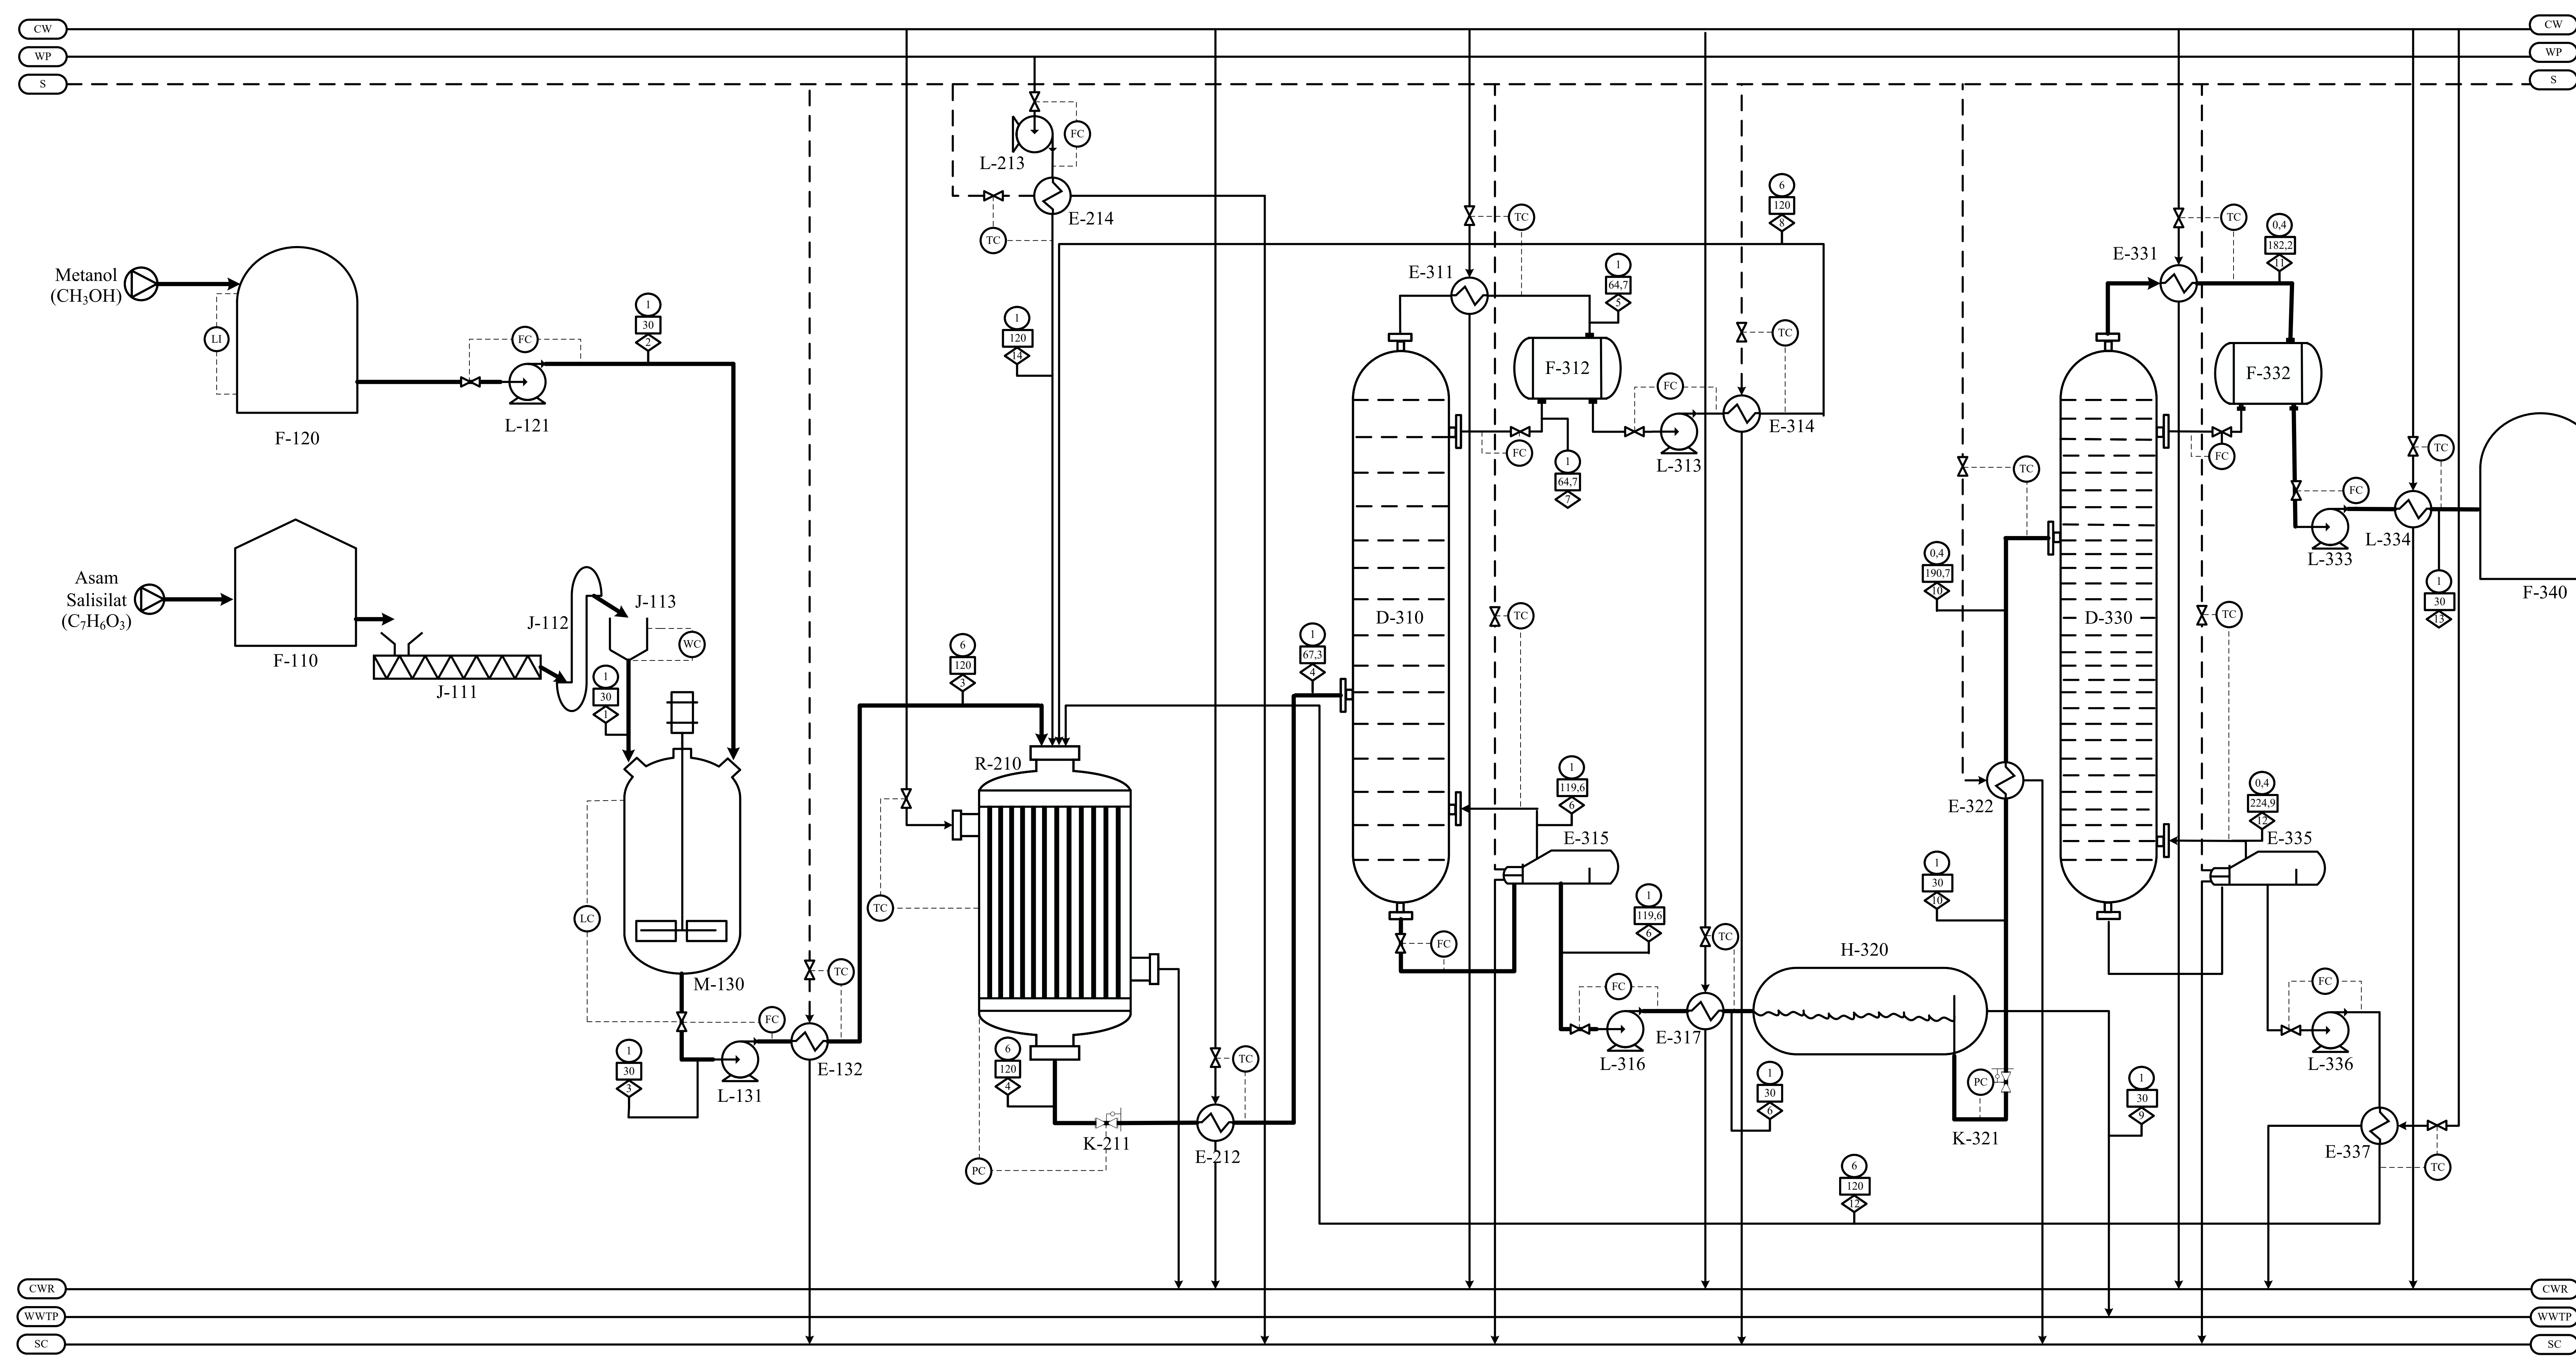 CW
CW
WP
WP
S
S
FC
L-213
E-214
TC
6
120
8
TC
TC
E-311
1
64,7
5
E-331
0,4
182,2
11
Metanol
(CH3OH)
LI
F-120
FC
L-121
1
30
2
1
120
14
F-312
FC
1
64,7
7
FC
L-313
TC
E-314
F-332
FC
TC
FC
L-333
TC
L-334
1
30
13
F-340
Asam
Salisilat
(C7H6O3)
F-110
J-111
J-112
J-113
WC
1
30
1
6
120
3
1
67,3
4
D-310
TC
0,4
190,7
10
D-330
TC
R-210
TC
1
119,6
6
E-315
E-322
0,4
224,9
12
E-335
LC
M-130
1
30
3
FC
L-131
TC
E-132
6
120
4
PC
K-211
TC
E-212
FC
1
119,6
6
FC
L-316
TC
E-317
H-320
1
30
6
1
30
10
PC
K-321
1
30
9
FC
L-336
E-337
TC
6
120
12
CWR
CWR
WWTP
WWTP
SC
SC